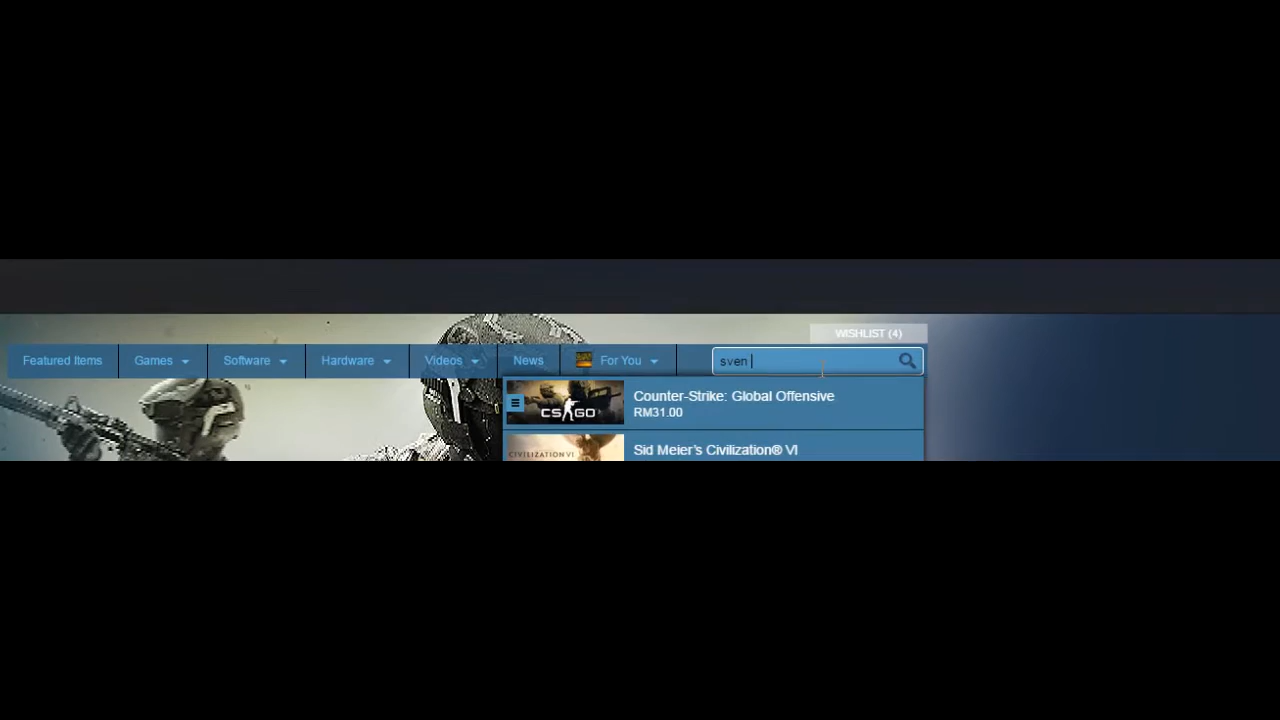 WISHLIST (4)
Featured Items Games Software Hardware Videos News For You sven
CS GO
Counter-Strike: Global Offensive
RM31.00
CIVILIZATION VI
Sid Meier's Civilization® VI